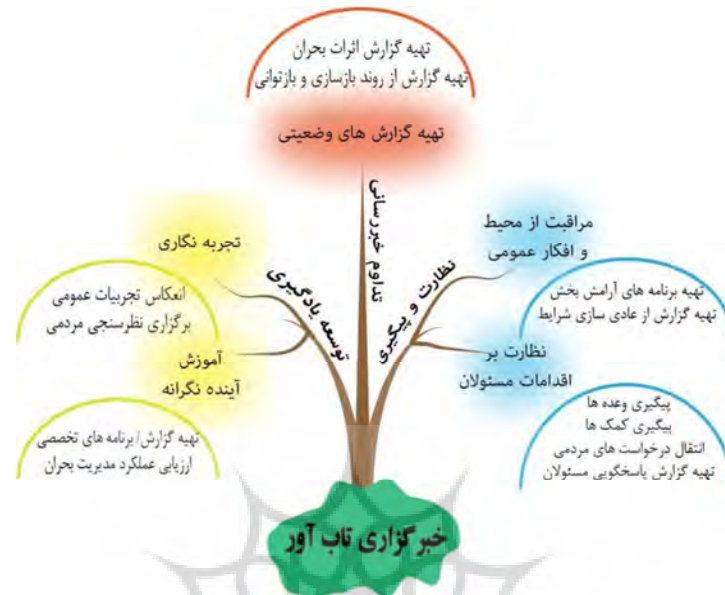 تهیه گزارش اثرات بحران
تهیه گزارش از روند بازسازی و بازتوانی
تهیه گزارش های وضعیتی
تداوم خبررسانی
مراقبت از محیط
و افکار عمومی
نظارت و پیگیری
تهیه برنامه های آرامش بخش
تهیه گزارش از عادی سازی شرایط
نظارت بر
اقدامات مسئولان
پیگیری وعده ها
پیگیری کمک ها
انتقال درخواست های مردمی
تهیه گزارش پاسخگویی مسئولان
تجربه نگاری
توسعه یادگیری
انعکاس تجربیات عمومی
برگزاری نظرسنجی مردمی
آموزش
آینده نگرانه
تهیه گزارش/ برنامه های تخصصی
ارزیابی عملکرد مدیریت بحران
خبرگزاری تاب آور